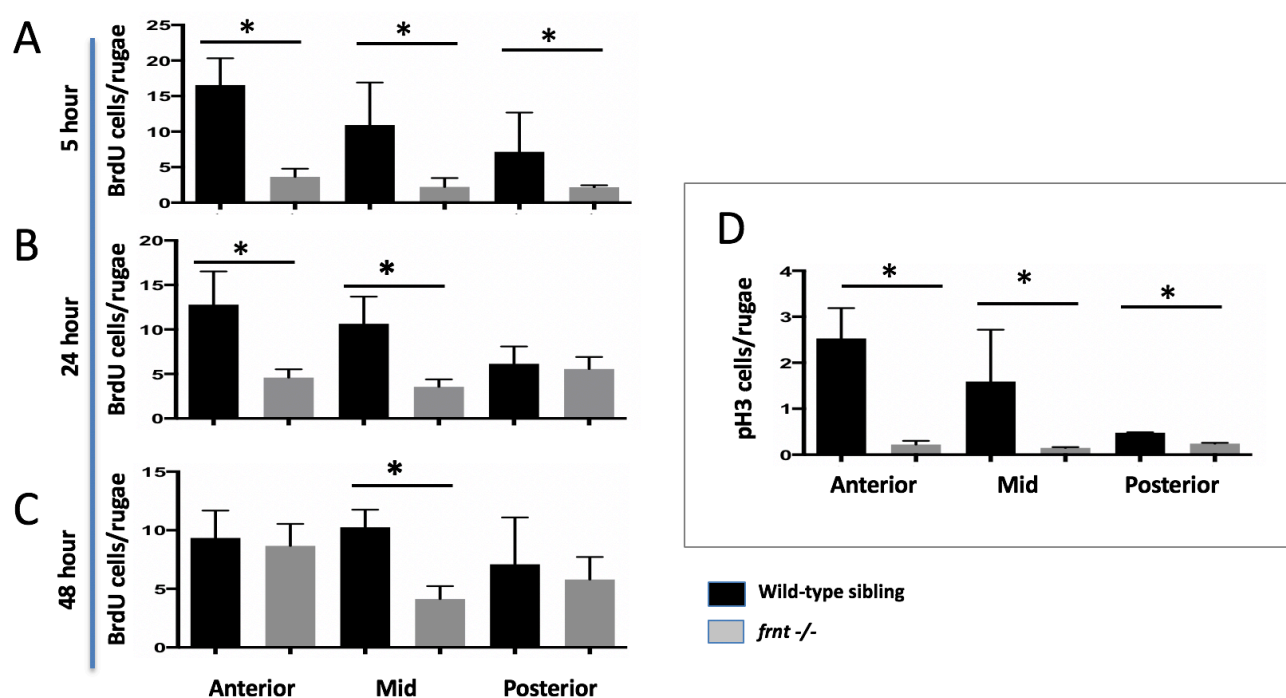 A
5 hour
BrdU cells/rugae
25
20
15
10
5
0
*
*
*
B
24 hour
BrdU cells/rugae
20
15
10
5
0
*
*
C
48 hour
BrdU cells/rugae
15
10
5
0
*
Anterior
Mid
Posterior
D
pH3 cells/rugae
4
3
2
1
0
*
*
*
Anterior
Mid
Posterior
Wild-type sibling
frnt -/-